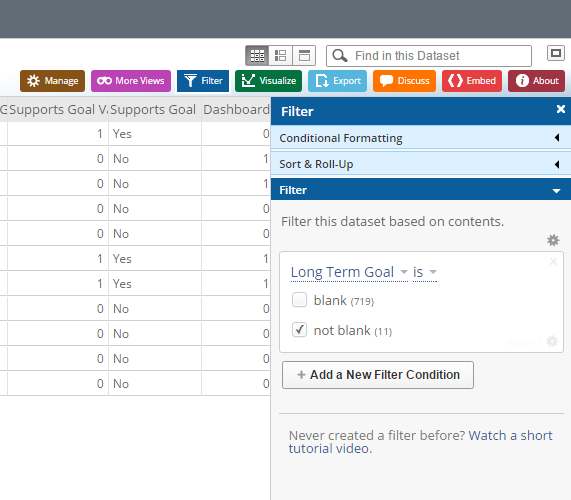 Find in this Dataset
Manage More Views Filter Visualize Export Discuss Embed About
G Supports Goal V. Supports Goal Dashboard
1 Yes 0
0 No 1
0 No 1
0 No 0
0 No 0
1 Yes 1
1 Yes 1
0 No 0
0 No 0
0 No 0
0 No 0
Filter
Conditional Formatting
Sort & Roll-Up
Filter
Filter this dataset based on contents.
Long Term Goal is
blank (719)
not blank (11)
+ Add a New Filter Condition
Never created a filter before? Watch a short
tutorial video.